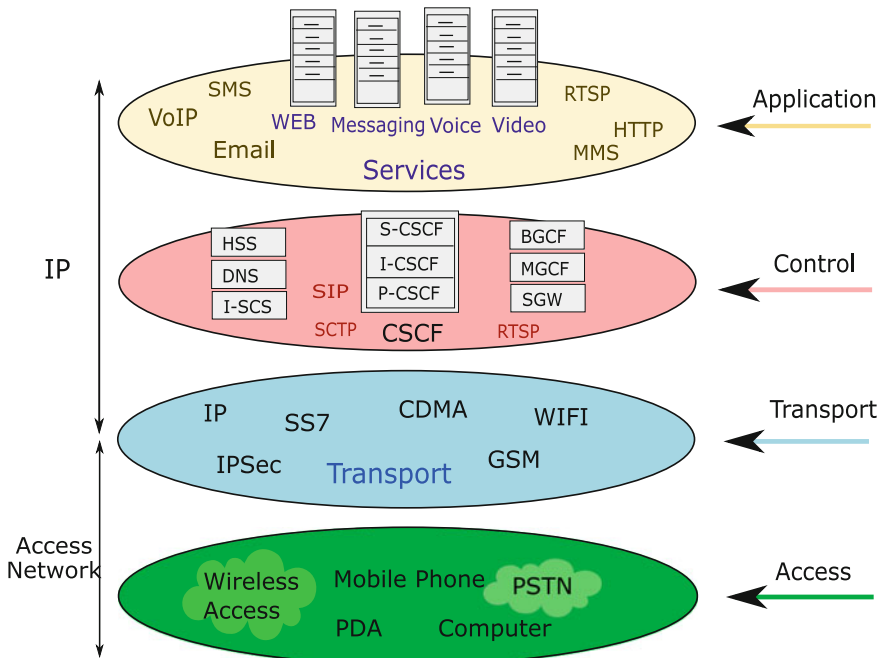 SMS
RTSP
Application
VoIP
WEB
Messaging
Voice
Video
HTTP
Email
MMS
Services
IP
HSS
S-CSCF
BGCF
DNS
I-CSCF
MGCF
Control
SIP
P-CSCF
I-SCS
SGW
SCTP
CSCF
RTSP
IP
SS7
CDMA
WIFI
Transport
IPSec
Transport
GSM
Access
Network
Wireless
Access
Mobile Phone
PSTN
Access
PDA
Computer